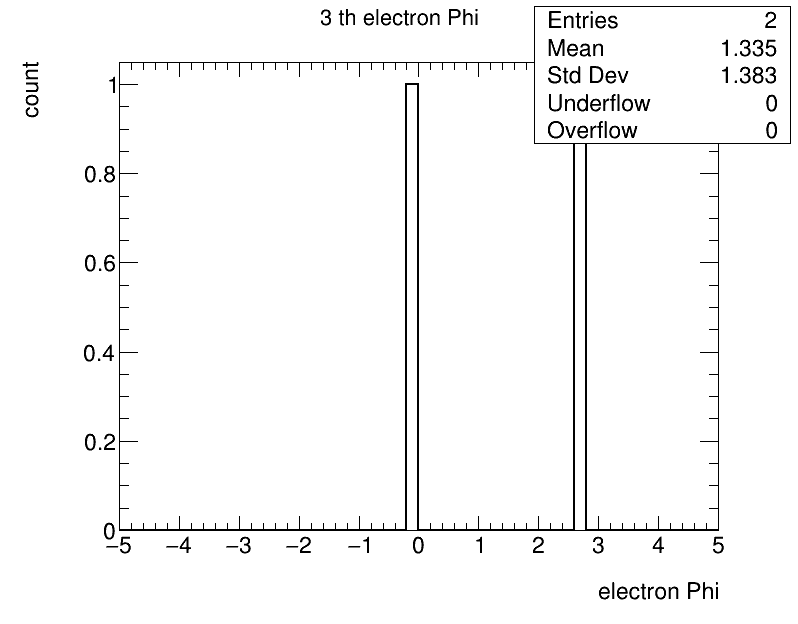 3 th electron Phi
Entries 2
Mean 1.335
Std Dev 1.383
Underflow 0
Overflow 0
count
1
0.8
0.6
0.4
0.2
0
−5 −4 −3 −2 −1 0 1 2 3 4 5
electron Phi